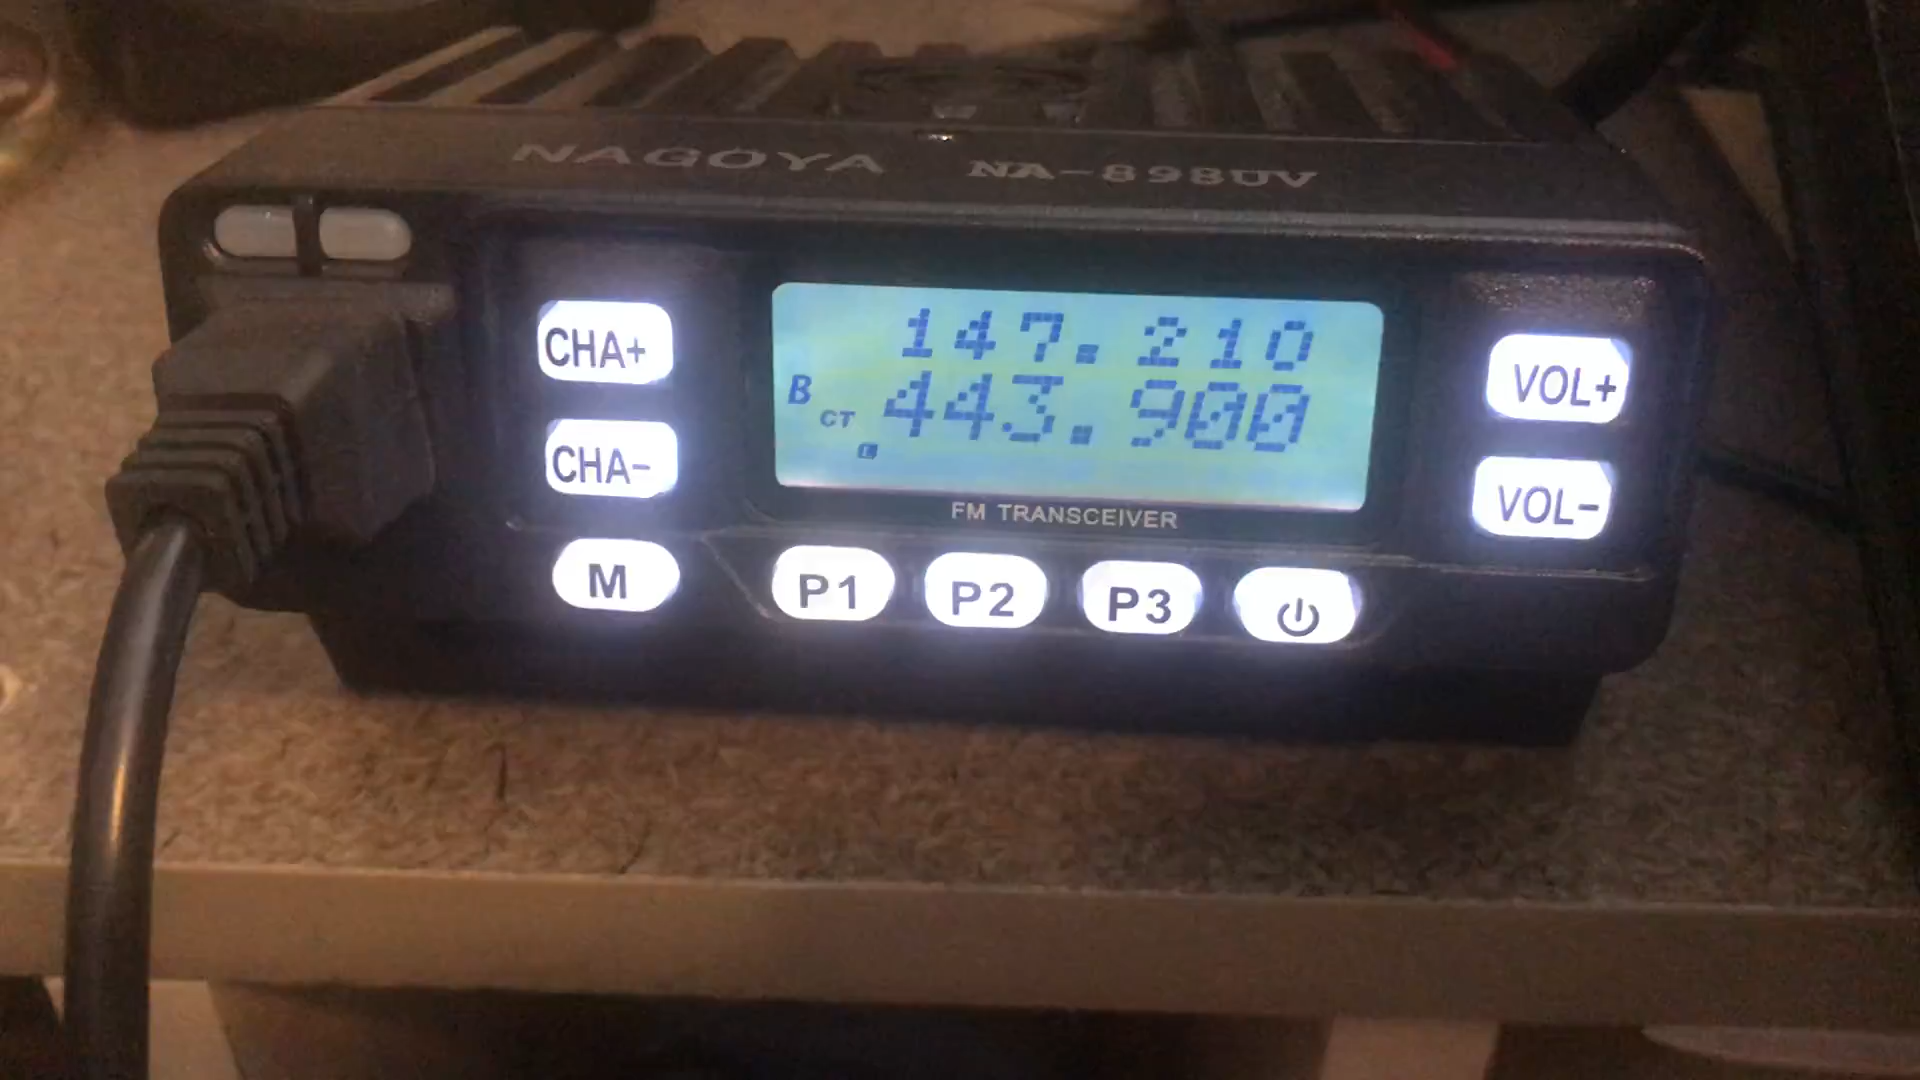 NAGOYA NA-898UV
CHA+
CHA-
147.210
B CT 443.900
L
FM TRANSCEIVER
VOL+
VOL-
M P1 P2 P3